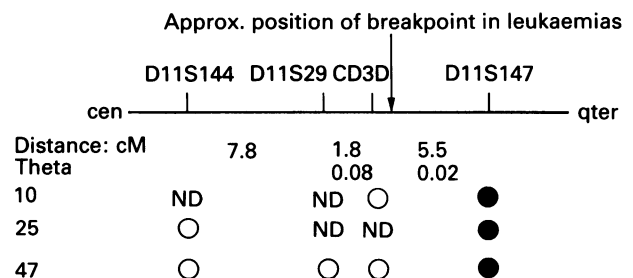 Approx. position of breakpoint in leukaemias
D11S144 D11S29 CD3D D11S147
cen qter
Distance: cM 7.8 1.8 5.5
Theta 0.08 0.02
10 ND ND
25 ND ND
47